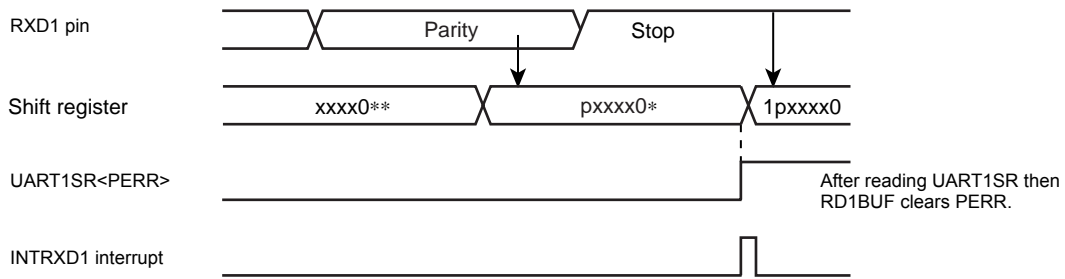 RXD1 pin
Parity
Stop
Shift register
xxxx0**
pxxxx0*
1pxxxx0
UART1SR<PERR>
After reading UART1SR then
RD1BUF clears PERR.
INTRXD1 interrupt